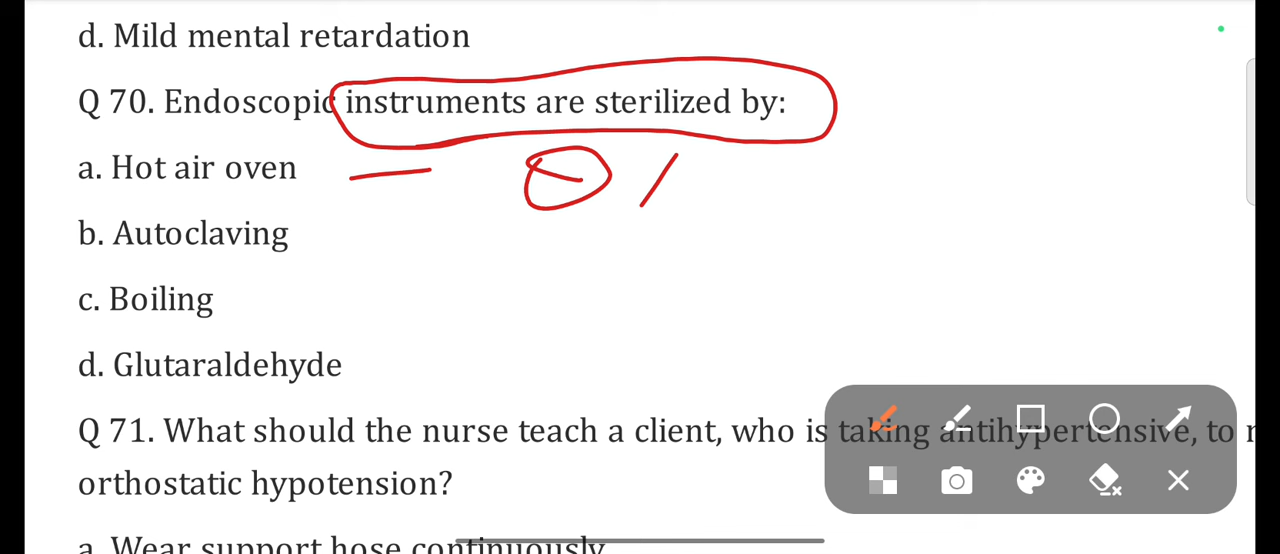 d. Mild mental retardation
Q 70. Endoscopic instruments are sterilized by:
a. Hot air oven
b. Autoclaving
c. Boiling
d. Glutaraldehyde
Q 71. What should the nurse teach a client, who is taking antihypertensive, to
orthostatic hypotension?
a. Wear support hose continuously